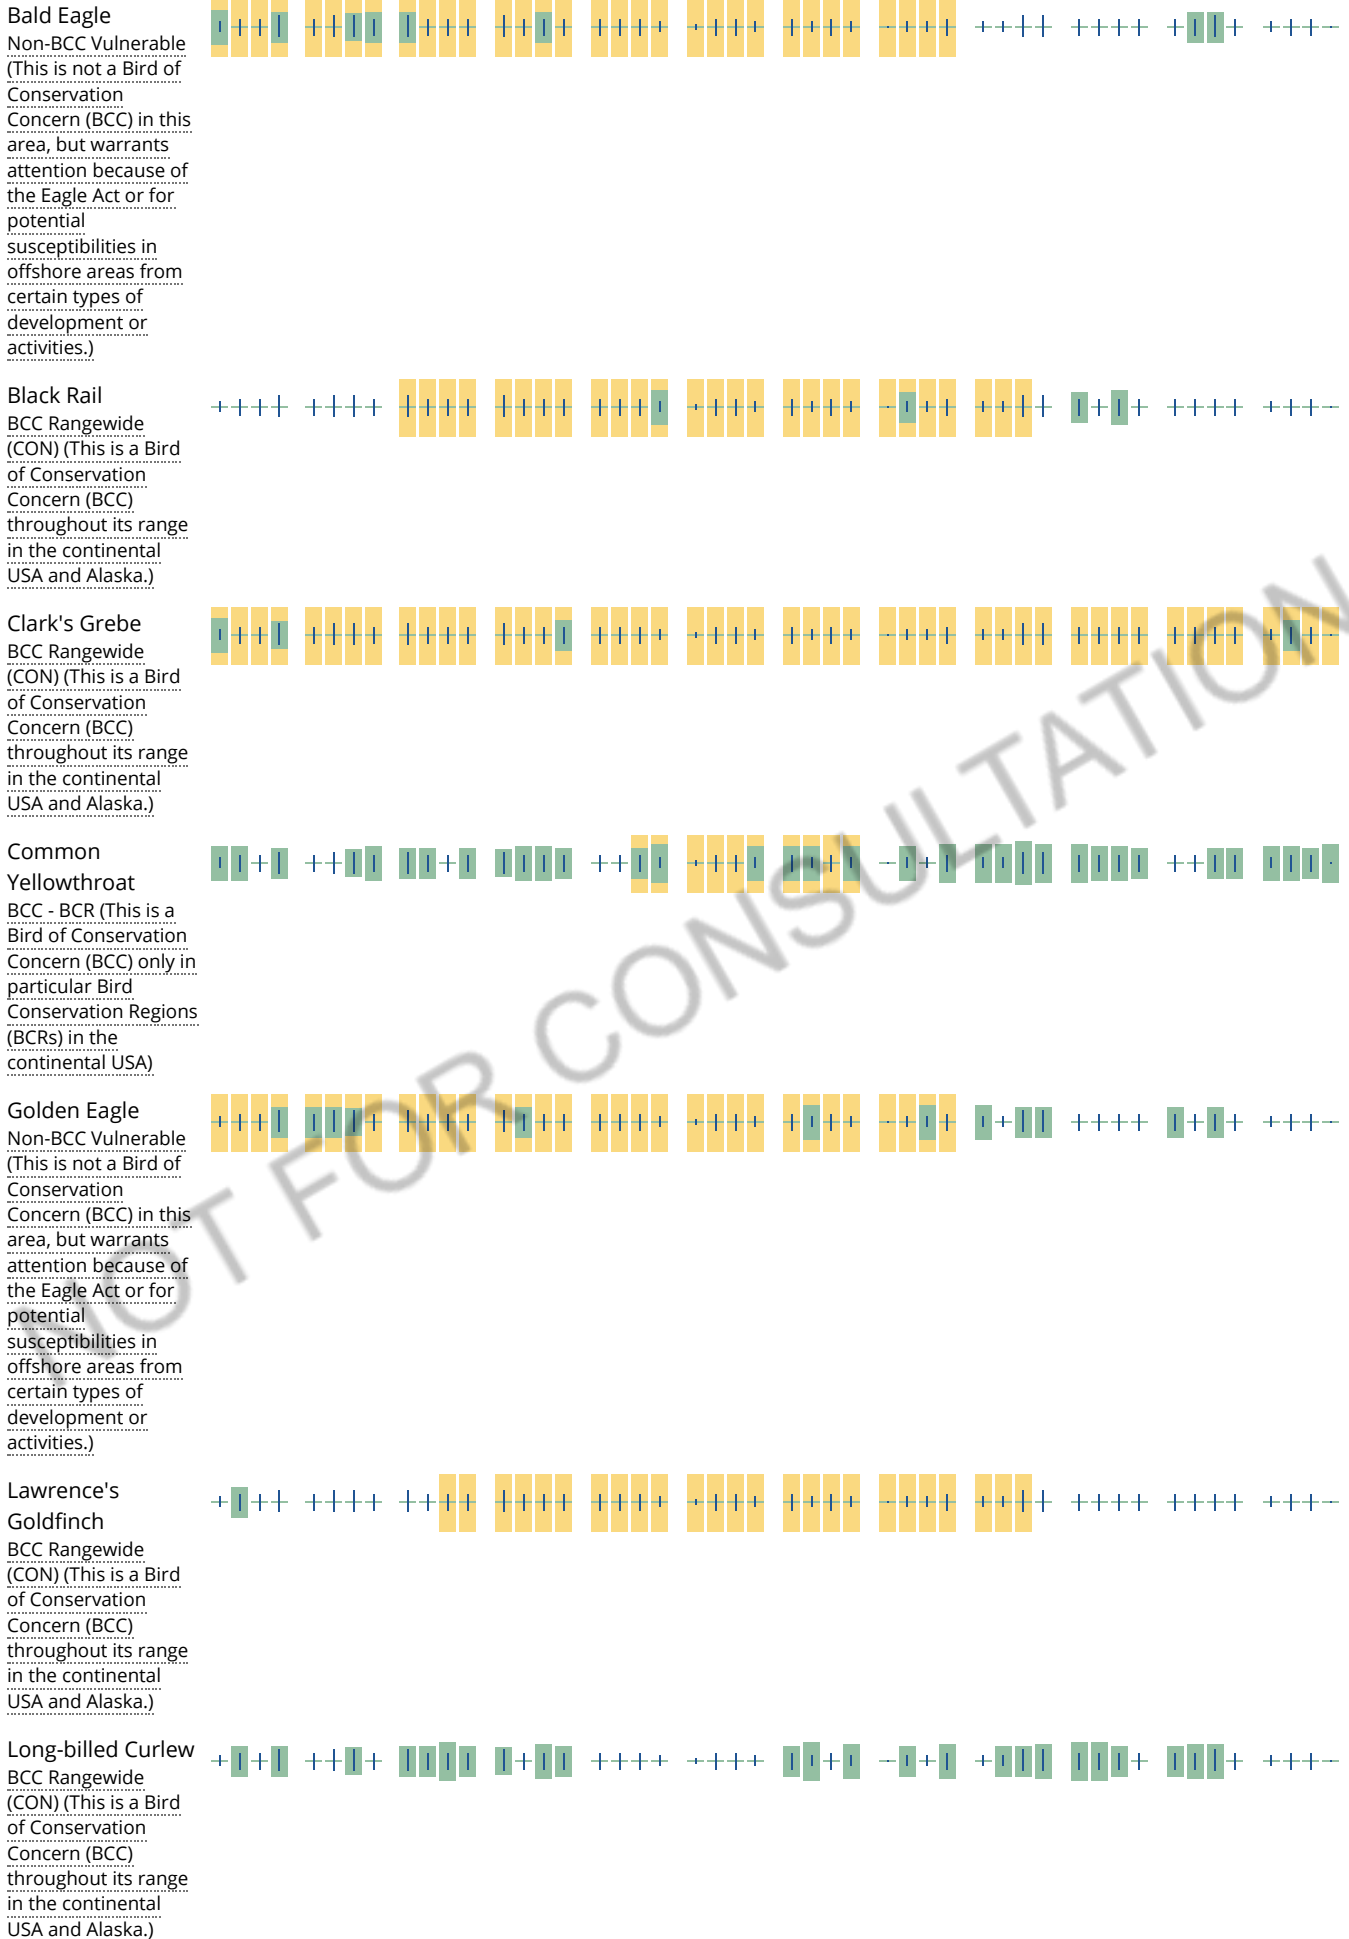 Bald Eagle
Non-BCC Vulnerable
(This is not a Bird of
Conservation
Concern (BCC) in this
area, but warrants
attention because of
the Eagle Act or for
potential
susceptibilities in
offshore areas from
certain types of
development or
activities.)
Black Rail
BCC Rangewide
(CON) (This is a Bird
of Conservation
Concern (BCC)
throughout its range
in the continental
USA and Alaska.)
Clark's Grebe
BCC Rangewide
(CON) (This is a Bird
of Conservation
Concern (BCC)
throughout its range
in the continental
USA and Alaska.)
Common
Yellowthroat
BCC - BCR (This is a
Bird of Conservation
Concern (BCC) only in
particular Bird
Conservation Regions
(BCRs) in the
continental USA)
Golden Eagle
Non-BCC Vulnerable
(This is not a Bird of
Conservation
Concern (BCC) in this
area, but warrants
attention because of
the Eagle Act or for
potential
susceptibilities in
offshore areas from
certain types of
development or
activities.)
Lawrence's
Goldfinch
BCC Rangewide
(CON) (This is a Bird
of Conservation
Concern (BCC)
throughout its range
in the continental
USA and Alaska.)
Long-billed Curlew
BCC Rangewide
(CON) (This is a Bird
of Conservation
Concern (BCC)
throughout its range
in the continental
USA and Alaska.)
NOT FOR CONSULTATION